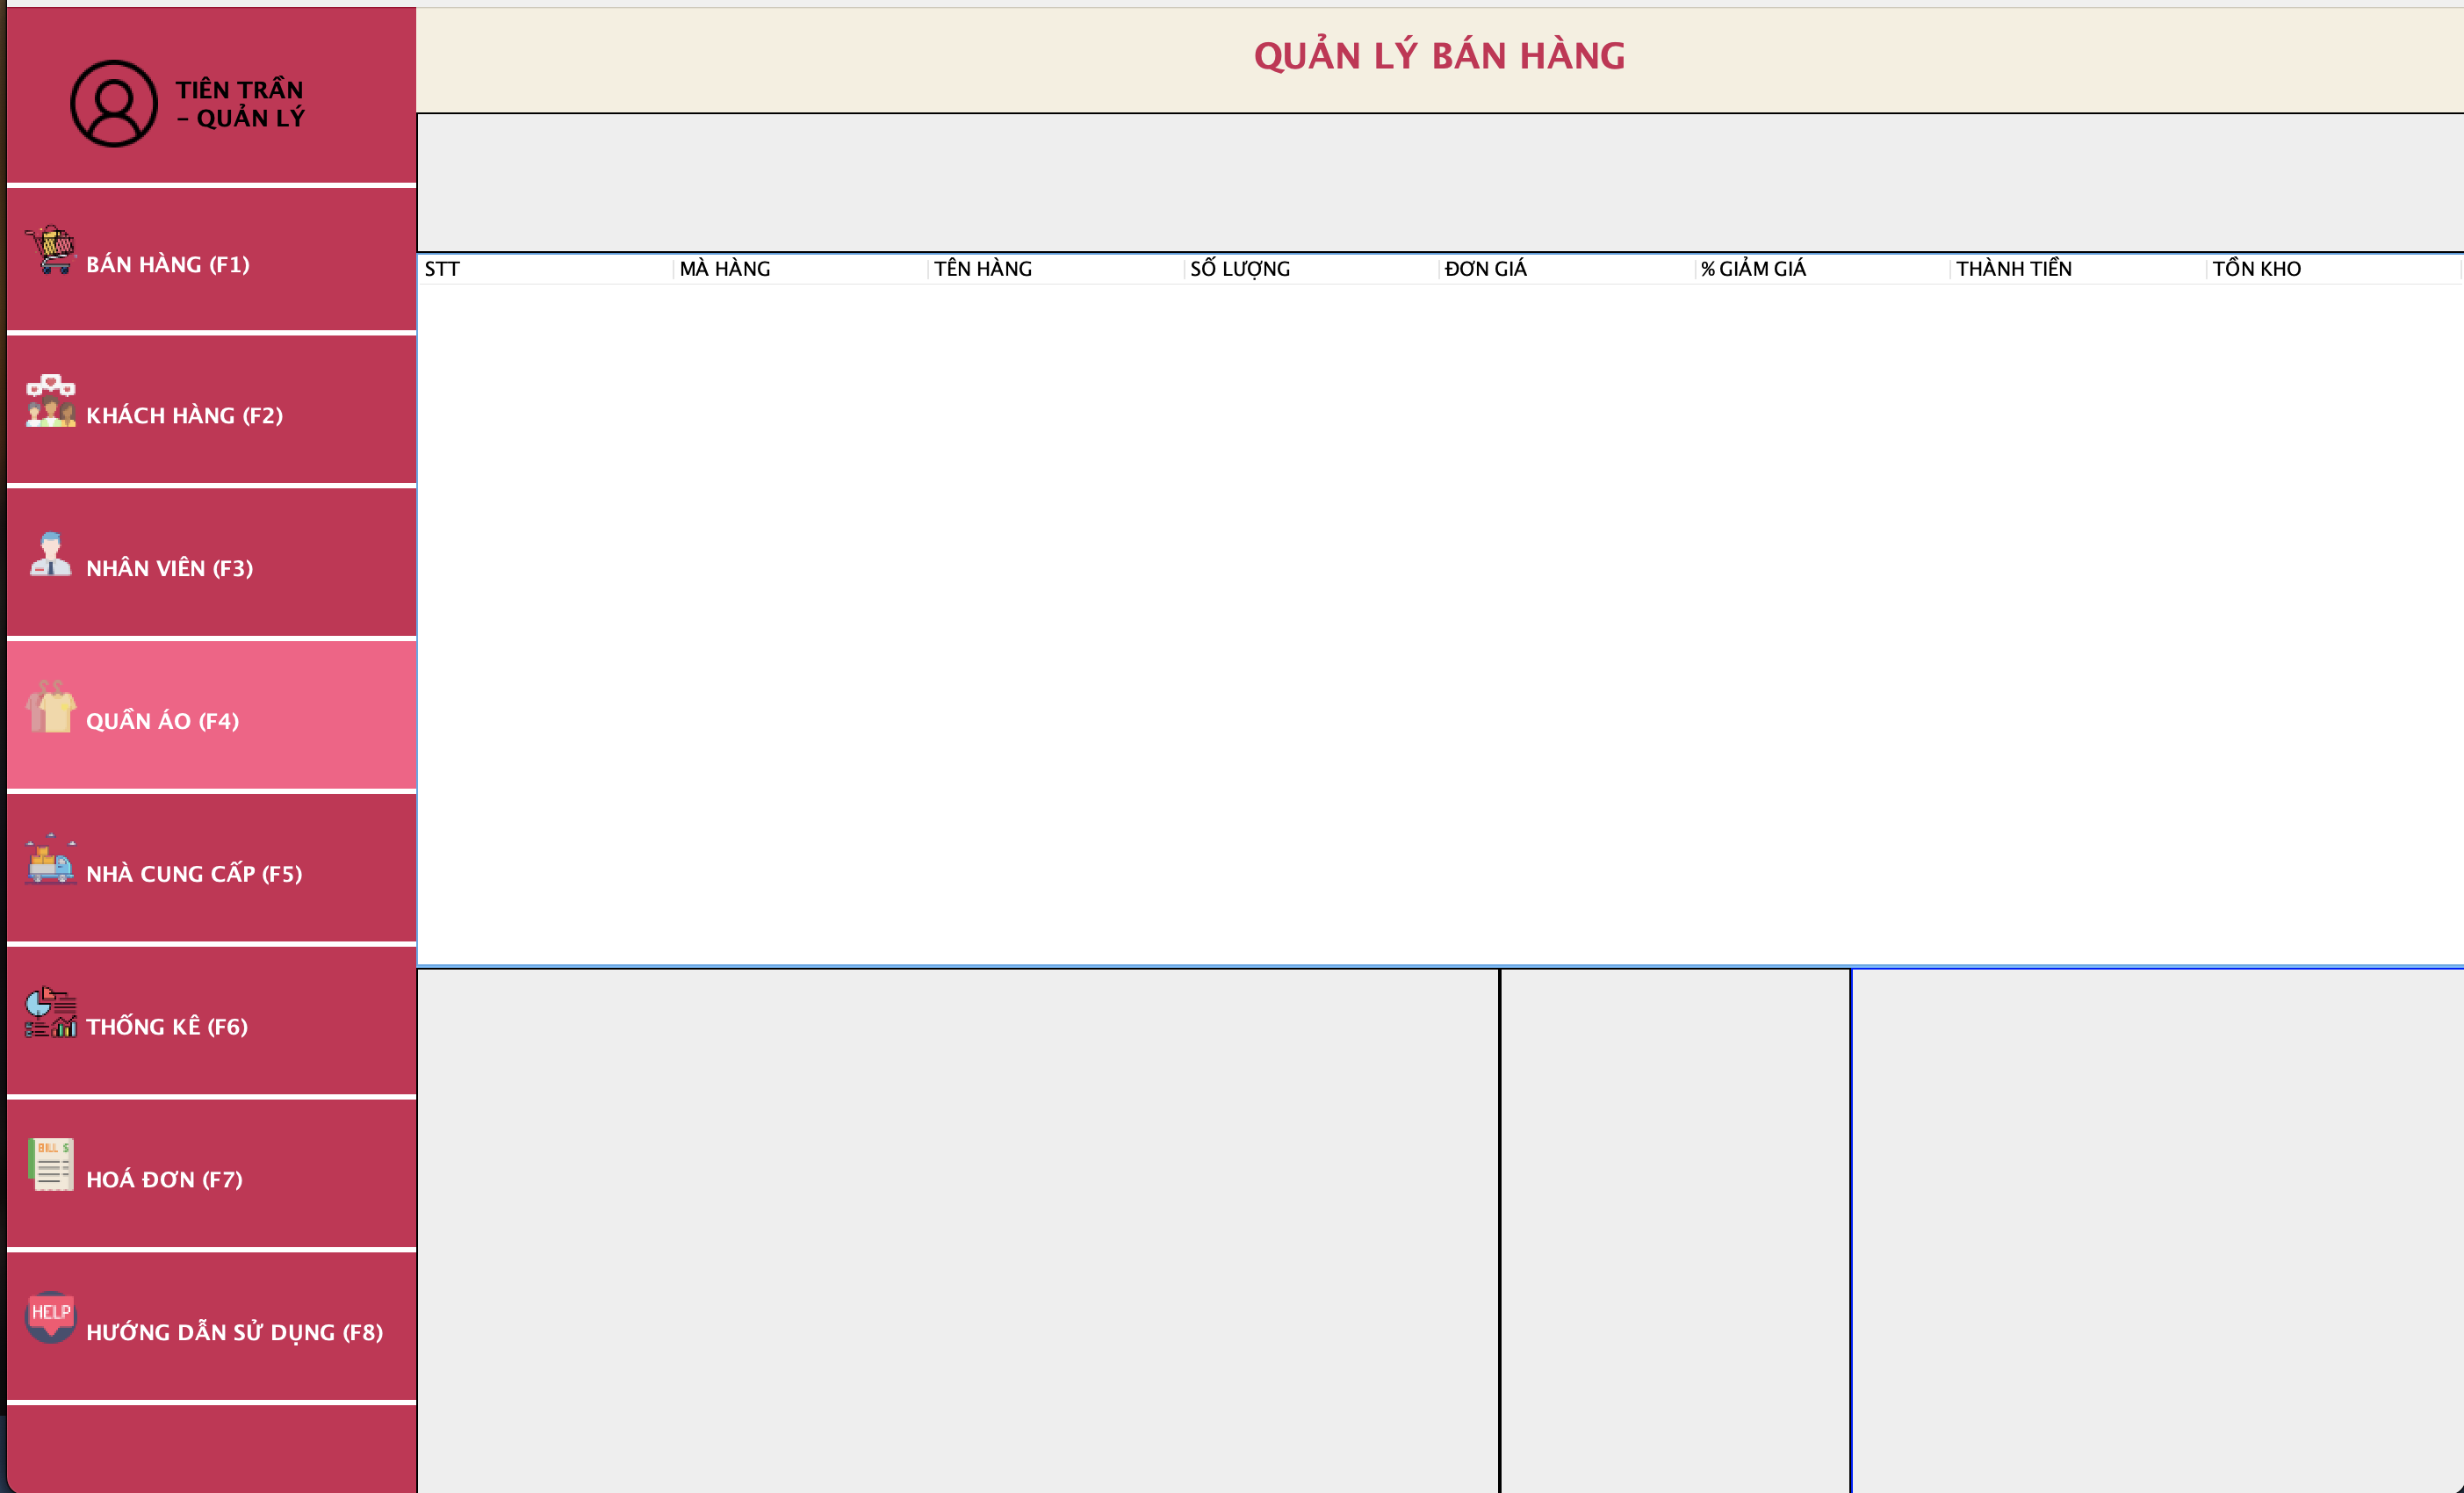 QUẢN LÝ BÁN HÀNG
TIÊN TRẦN
– QUẢN LÝ
BÁN HÀNG (F1)
KHÁCH HÀNG (F2)
NHÂN VIÊN (F3)
QUẦN ÁO (F4)
NHÀ CUNG CẤP (F5)
THỐNG KÊ (F6)
BILL $
HOÁ ĐƠN (F7)
HELP
HƯỚNG DẪN SỬ DỤNG (F8)
STT MÀ HÀNG TÊN HÀNG SỐ LƯỢNG ĐƠN GIÁ % GIẢM GIÁ THÀNH TIỀN TỒN KHO